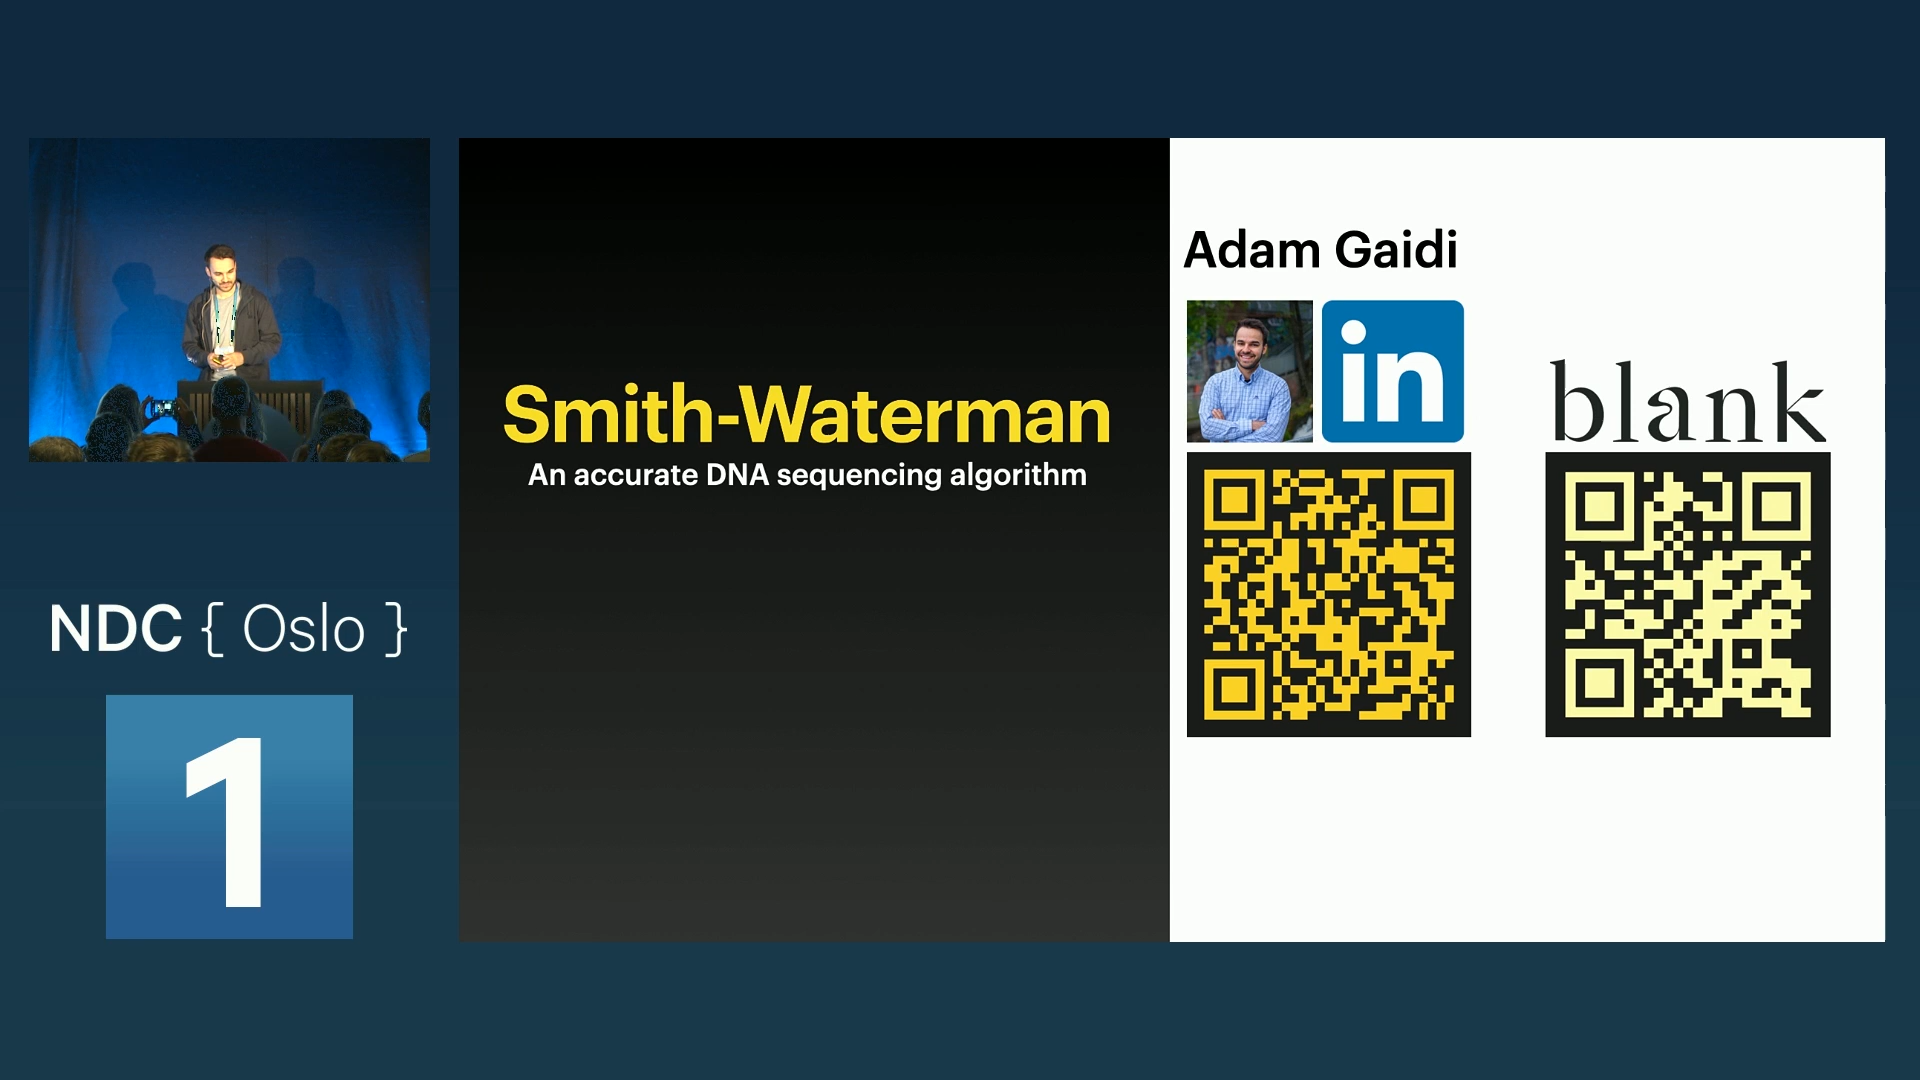 Smith-Waterman
An accurate DNA sequencing algorithm
Adam Gaidi
in
blank
NDC { Oslo }
1